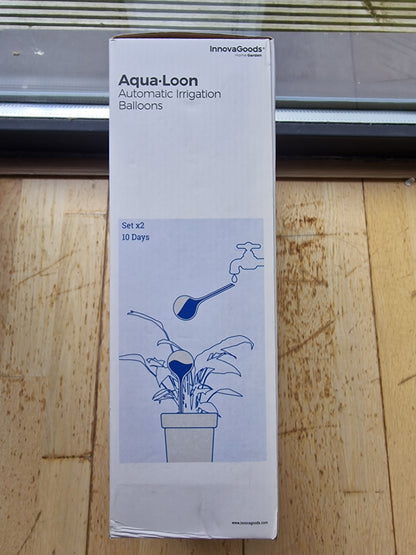 InnovaGoods®
Home Garden
Aqua·Loon
Automatic Irrigation
Balloons
Set x2
10 Days
www.innovagoods.com